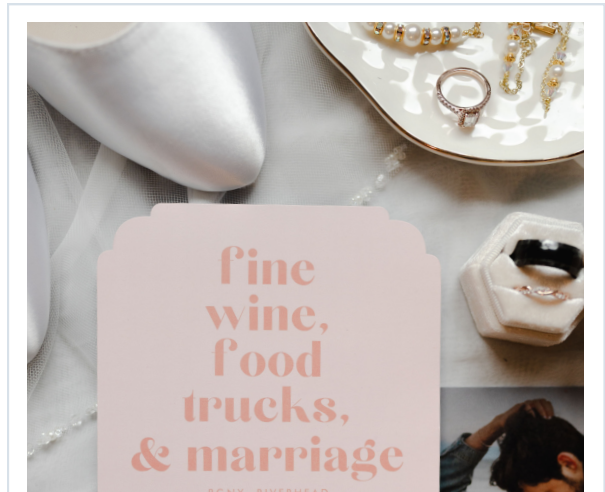 fine
wine,
food
trucks,
& marriage